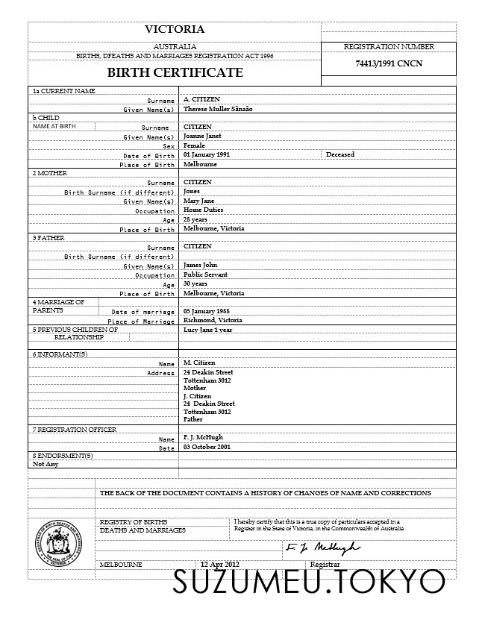 VICTORIA
AUSTRALIA
BIRTHS, DFEATHS AND MARRIAGES REGISTRATION ACT 1996
BIRTH CERTIFICATE
REGISTRATION NUMBER
74413/1991 CNCN
1a CURRENT NAME
Surname A. CITIZEN
Given Name(s) Therese Muller Sãnsão
b CHILD
NAME AT BIRTH Surname CITIZEN
Given Name(s) Joanne Janet
Sex Female
Date of Birth 01 January 1991 Deceased
Place of Birth Melbourne
2 MOTHER
Surname CITIZEN
Birth Surname (if different) Jones
Given Name(s) Mary Jane
Occupation Home Duties
Age 28 years
Place of Birth Melbourne, Victoria
3 FATHER
Surname CITIZEN
Birth Surname (if different)
Given Name(s) James John
Occupation Public Servant
Age 30 years
Place of Birth Melbourne, Victoria
4 MARRIAGE OF
PARENTS Date of marriage 05 January 1988
Place of Marriage Richmond, Victoria
5 PREVIOUS CHILDREN OF Lucy Jane 1 year
RELATIONSHIP
6 INFORMANT(S)
Name M. Citizen
Address 24 Deakin Street
Tottenham 3012
Mother
J. Citizen
24 Deakin Street
Tottenham 3012
Father
7 REGISTRATION OFFICER
Name F. J. McHugh
Date 03 October 2001
8 ENDORSMENT(S)
Not Any
THE BACK OF THE DOCUMENT CONTAINS A HISTORY OF CHANGES OF NAME AND CORRECTIONS
REGISTRY OF BIRTHS
DEATHS AND MARRIAGES
I hereby certify that this is a true copy of particulars accepted in a
Register in the State of Victoria, in the Commonwealth of Australia
F. J. McHugh
MELBOURNE 12 Apr 2012 Registrar
SUZUMEU.TOKYO